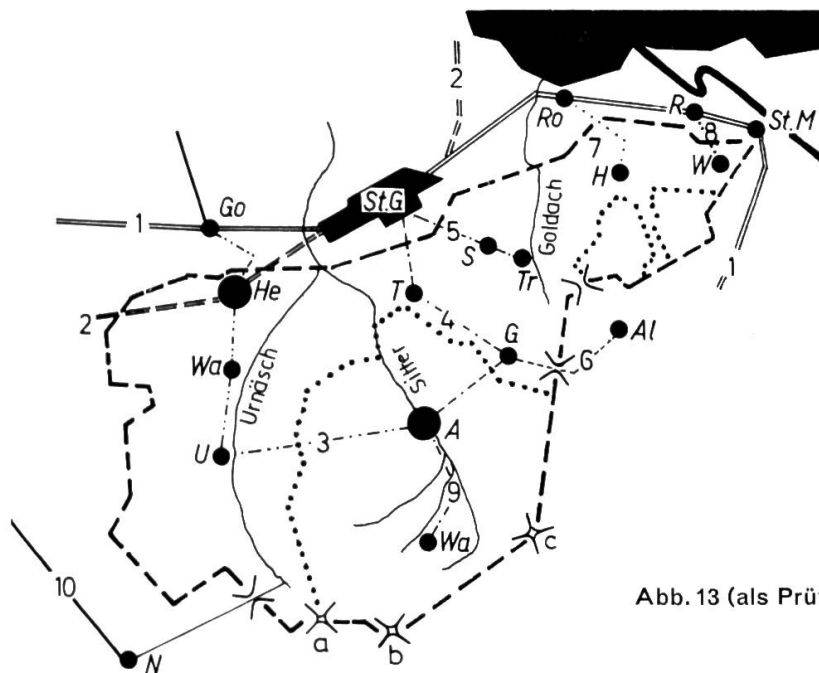 2
Ro
R
St.M
7
8
W
H
Go
1
St.G
5
S
Goldach
Tr
1
He
2
T
4
G
6
Al
Wa
Urnäsch
Sitter
U
3
A
9
Wa
c
10
N
a
b
Abb. 13 (als Prü